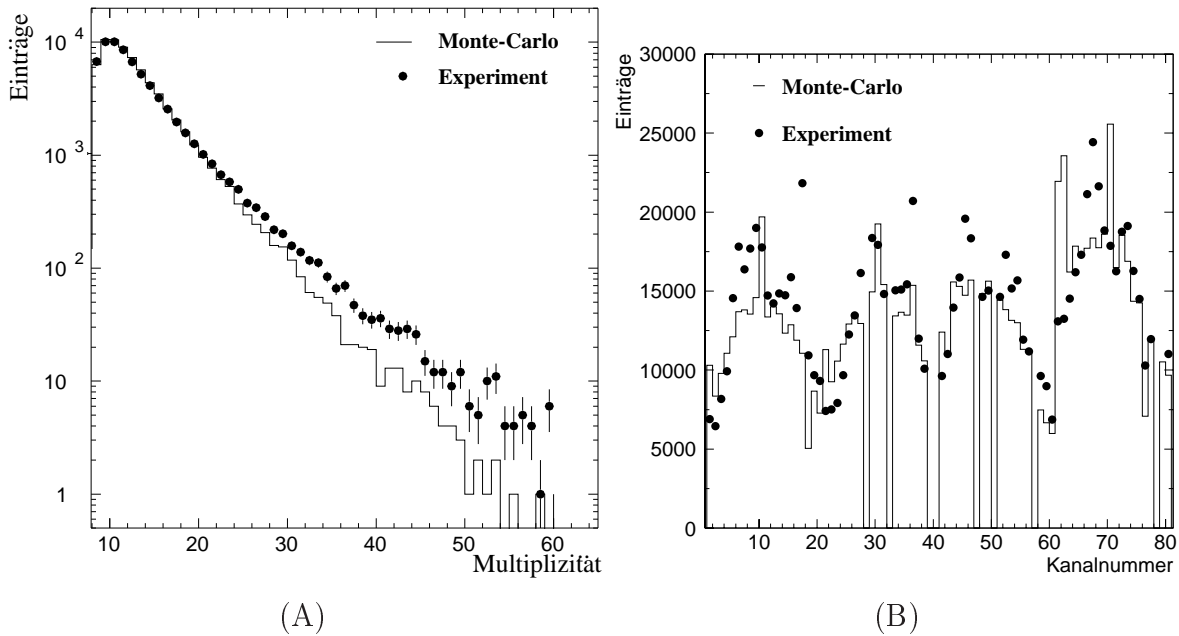 Einträge
10 4
10 3
10 2
10
1
10
20
30
40
50
60
Multiplizität
Monte-Carlo
Experiment
(A)
Einträge
30000
25000
20000
15000
10000
5000
0
10
20
30
40
50
60
70
80
Kanalnummer
Monte-Carlo
Experiment
(B)